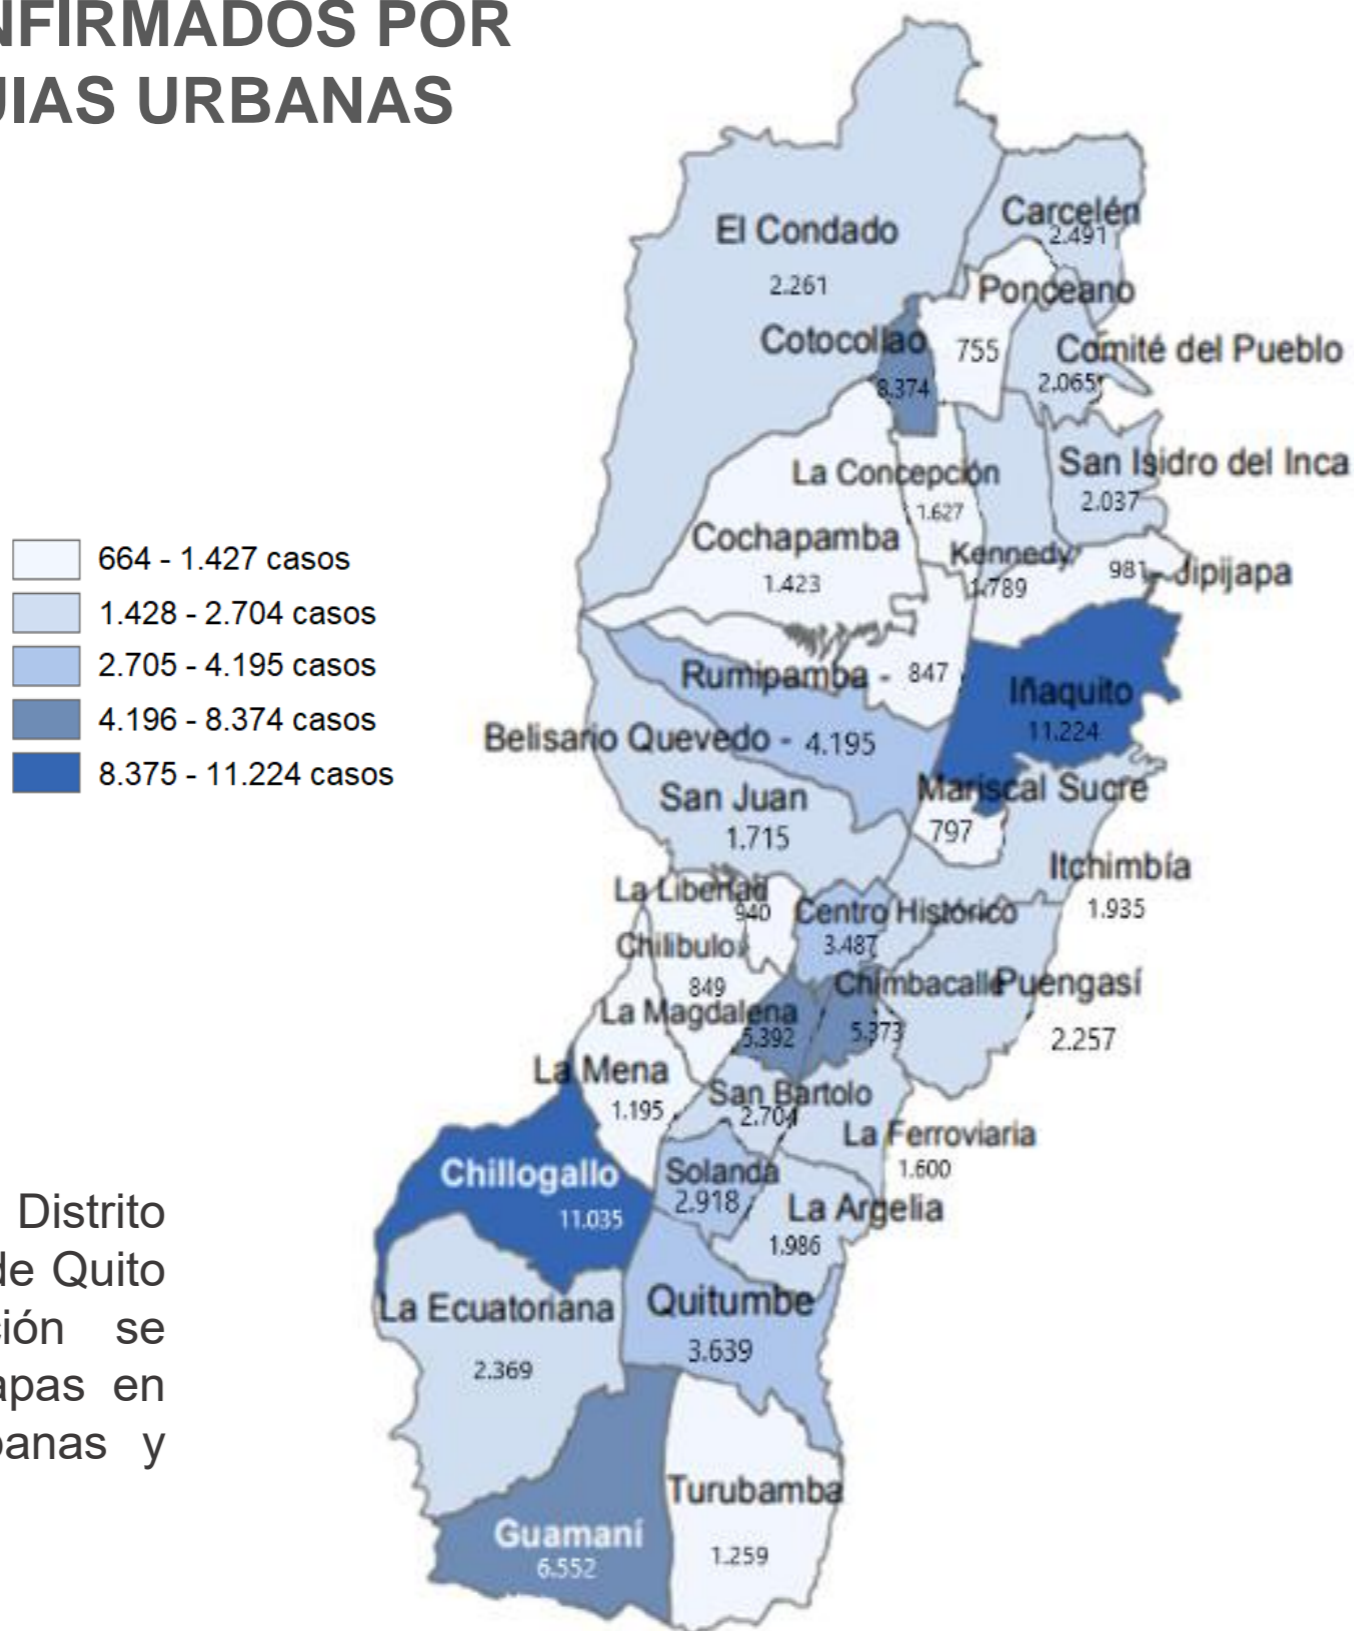 NFIRMADOS POR
UIAS URBANAS
El Condado
2.261
Carcelén
2.491
Ponceano
755
Cotocollao
8.374
Comité del Pueblo
2.065
San Isidro del Inca
2.037
La Concepción
1.627
Cochapamba
1.423
Kennedy
1.789
981 - Jipijapa
664 - 1.427 casos
1.428 - 2.704 casos
2.705 - 4.195 casos
4.196 - 8.374 casos
8.375 - 11.224 casos
Rumipamba - 847
Iñaquito
11.224
Belisario Quevedo - 4.195
Mariscal Sucre
797
San Juan
1.715
Itchimbía
1.935
La Libertad
940
Centro Histórico
3.487
Chilibulo
849
Chimbacalle
5.373
Puengasí
2.257
La Magdalena
5.392
La Mena
1.195
San Bartolo
2.704
La Ferroviaria
1.600
Chillogallo
11.035
Solanda
2.918
La Argelia
1.986
La Ecuatoriana
2.369
Quitumbe
3.639
Turubamba
1.259
Guamaní
6.552
Distrito
de Quito
ción se
apas en
banas y